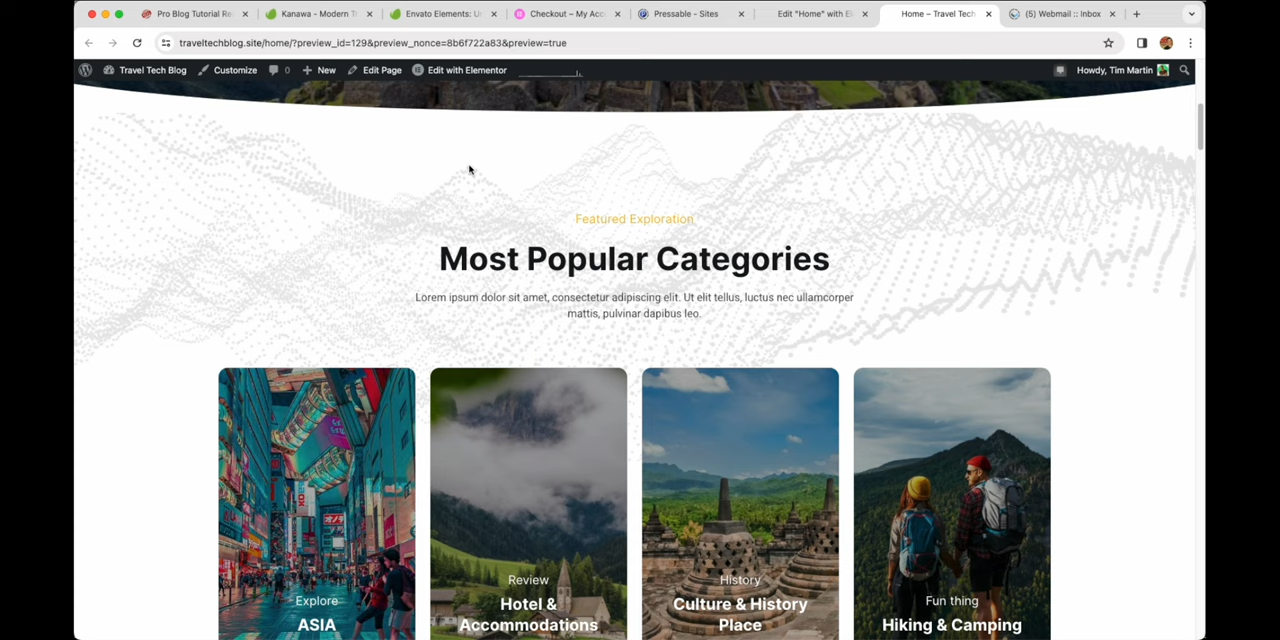 Pro Blog Tutorial Re
Kanawa - Modern T
Envato Elements: U
Checkout – My Acc
Pressable - Sites
Edit "Home" with El
Home – Travel Tech
(5) Webmail :: Inbox
traveltechblog.site/home/?preview_id=129&preview_nonce=8b6f722a83&preview=true
Travel Tech Blog
Customize
0
New
Edit Page
Edit with Elementor
Howdy, Tim Martin
Featured Exploration
Most Popular Categories
Lorem ipsum dolor sit amet, consectetur adipiscing elit. Ut elit tellus, luctus nec ullamcorper
mattis, pulvinar dapibus leo.
Explore
ASIA
Review
Hotel &
Accommodations
History
Culture & History
Place
Fun thing
Hiking & Camping